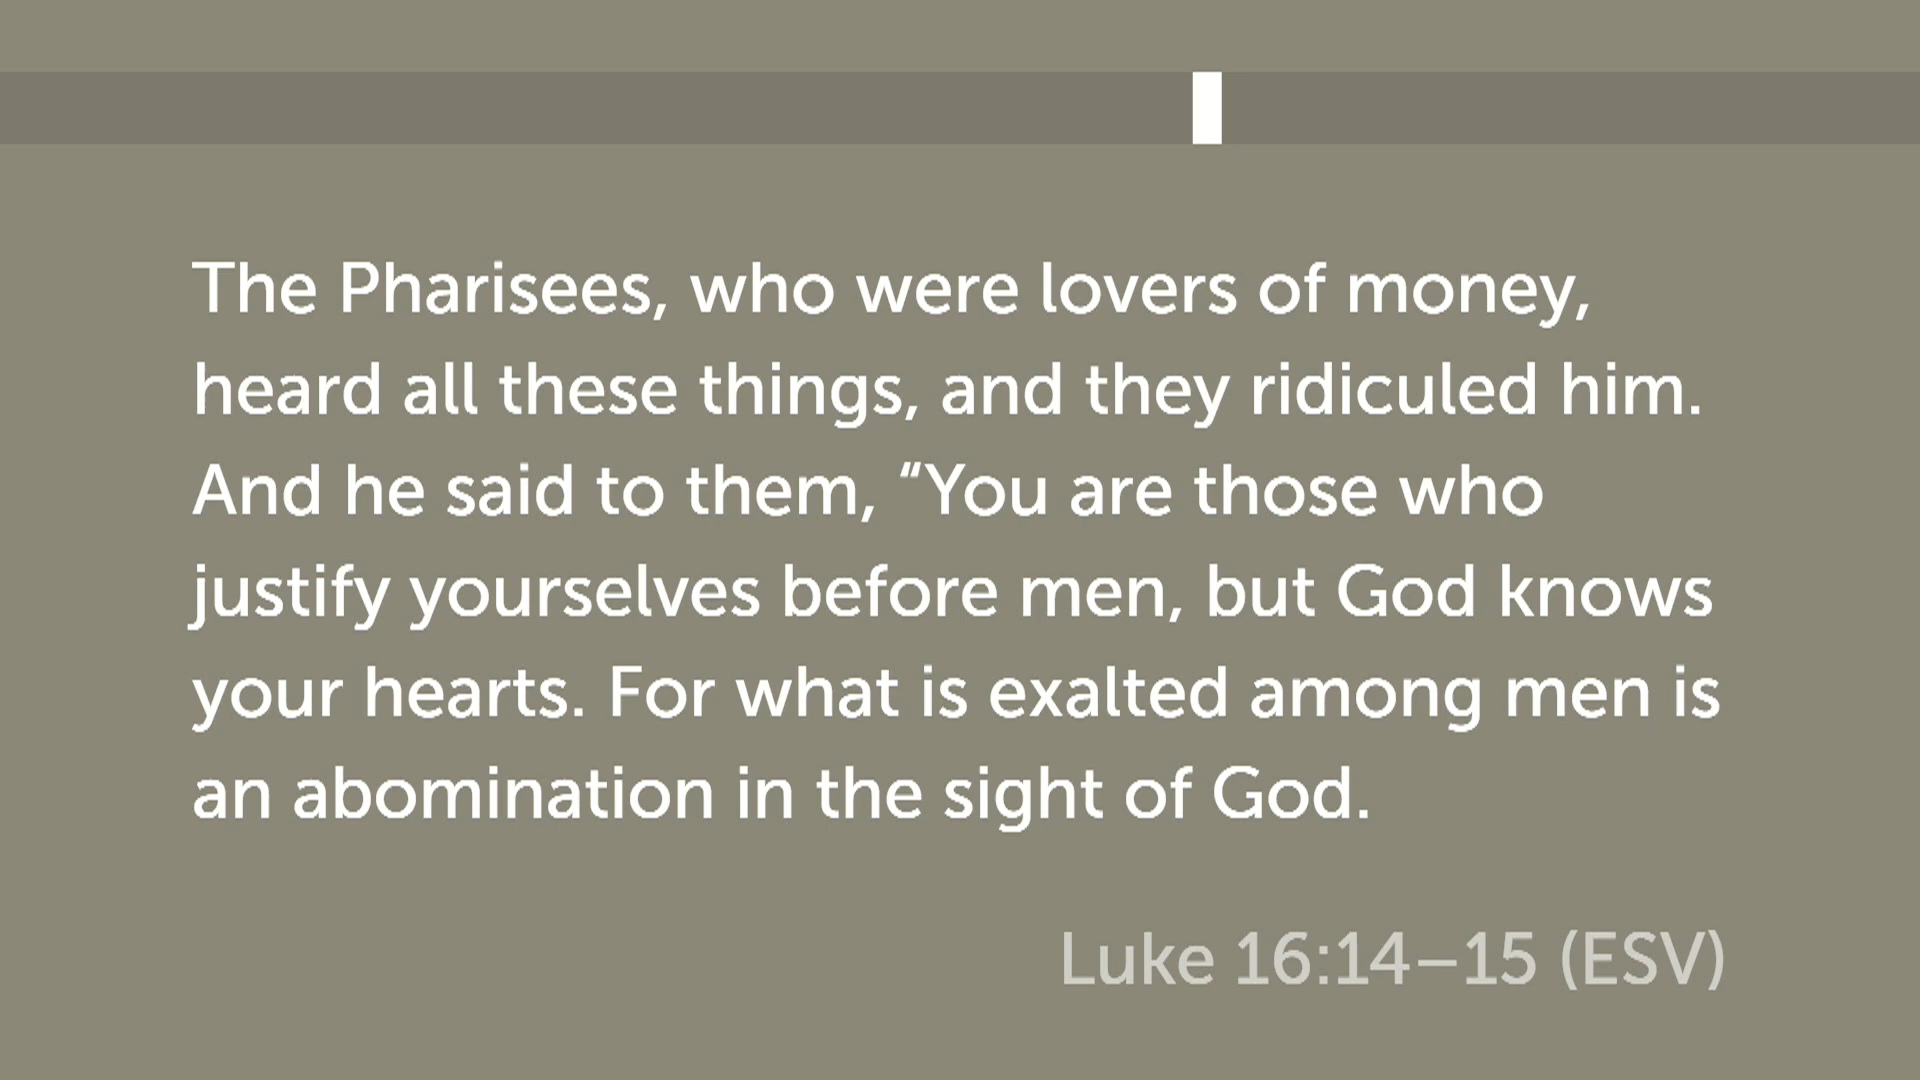 The Pharisees, who were lovers of money,
heard all these things, and they ridiculed him.
And he said to them, “You are those who
justify yourselves before men, but God knows
your hearts. For what is exalted among men is
an abomination in the sight of God.
Luke 16:14–15 (ESV)